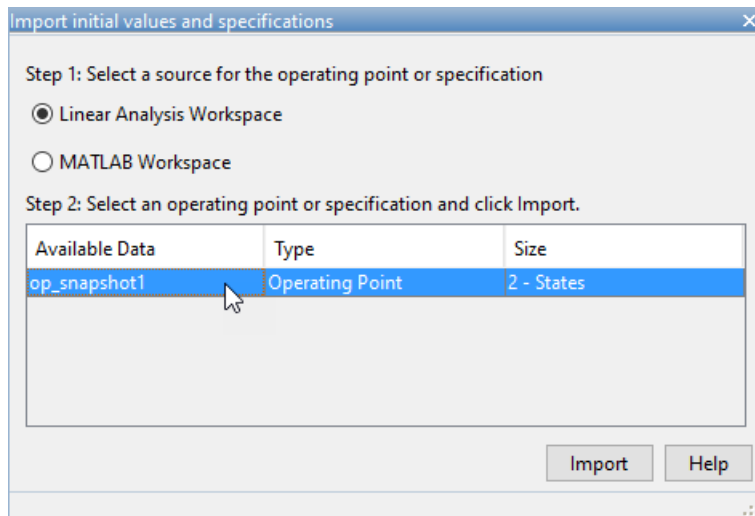 Import initial values and specifications
Step 1: Select a source for the operating point or specification
Linear Analysis Workspace
MATLAB Workspace
Step 2: Select an operating point or specification and click Import.
Available Data Type Size
op_snapshot1 Operating Point 2 - States
Import Help